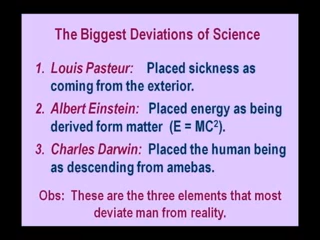 The Biggest Deviations of Science
1. Louis Pasteur: Placed sickness as
coming from the exterior.
2. Albert Einstein: Placed energy as being
derived form matter (E = MC²).
3. Charles Darwin: Placed the human being
as descending from amebas.
Obs: These are the three elements that most
deviate man from reality.